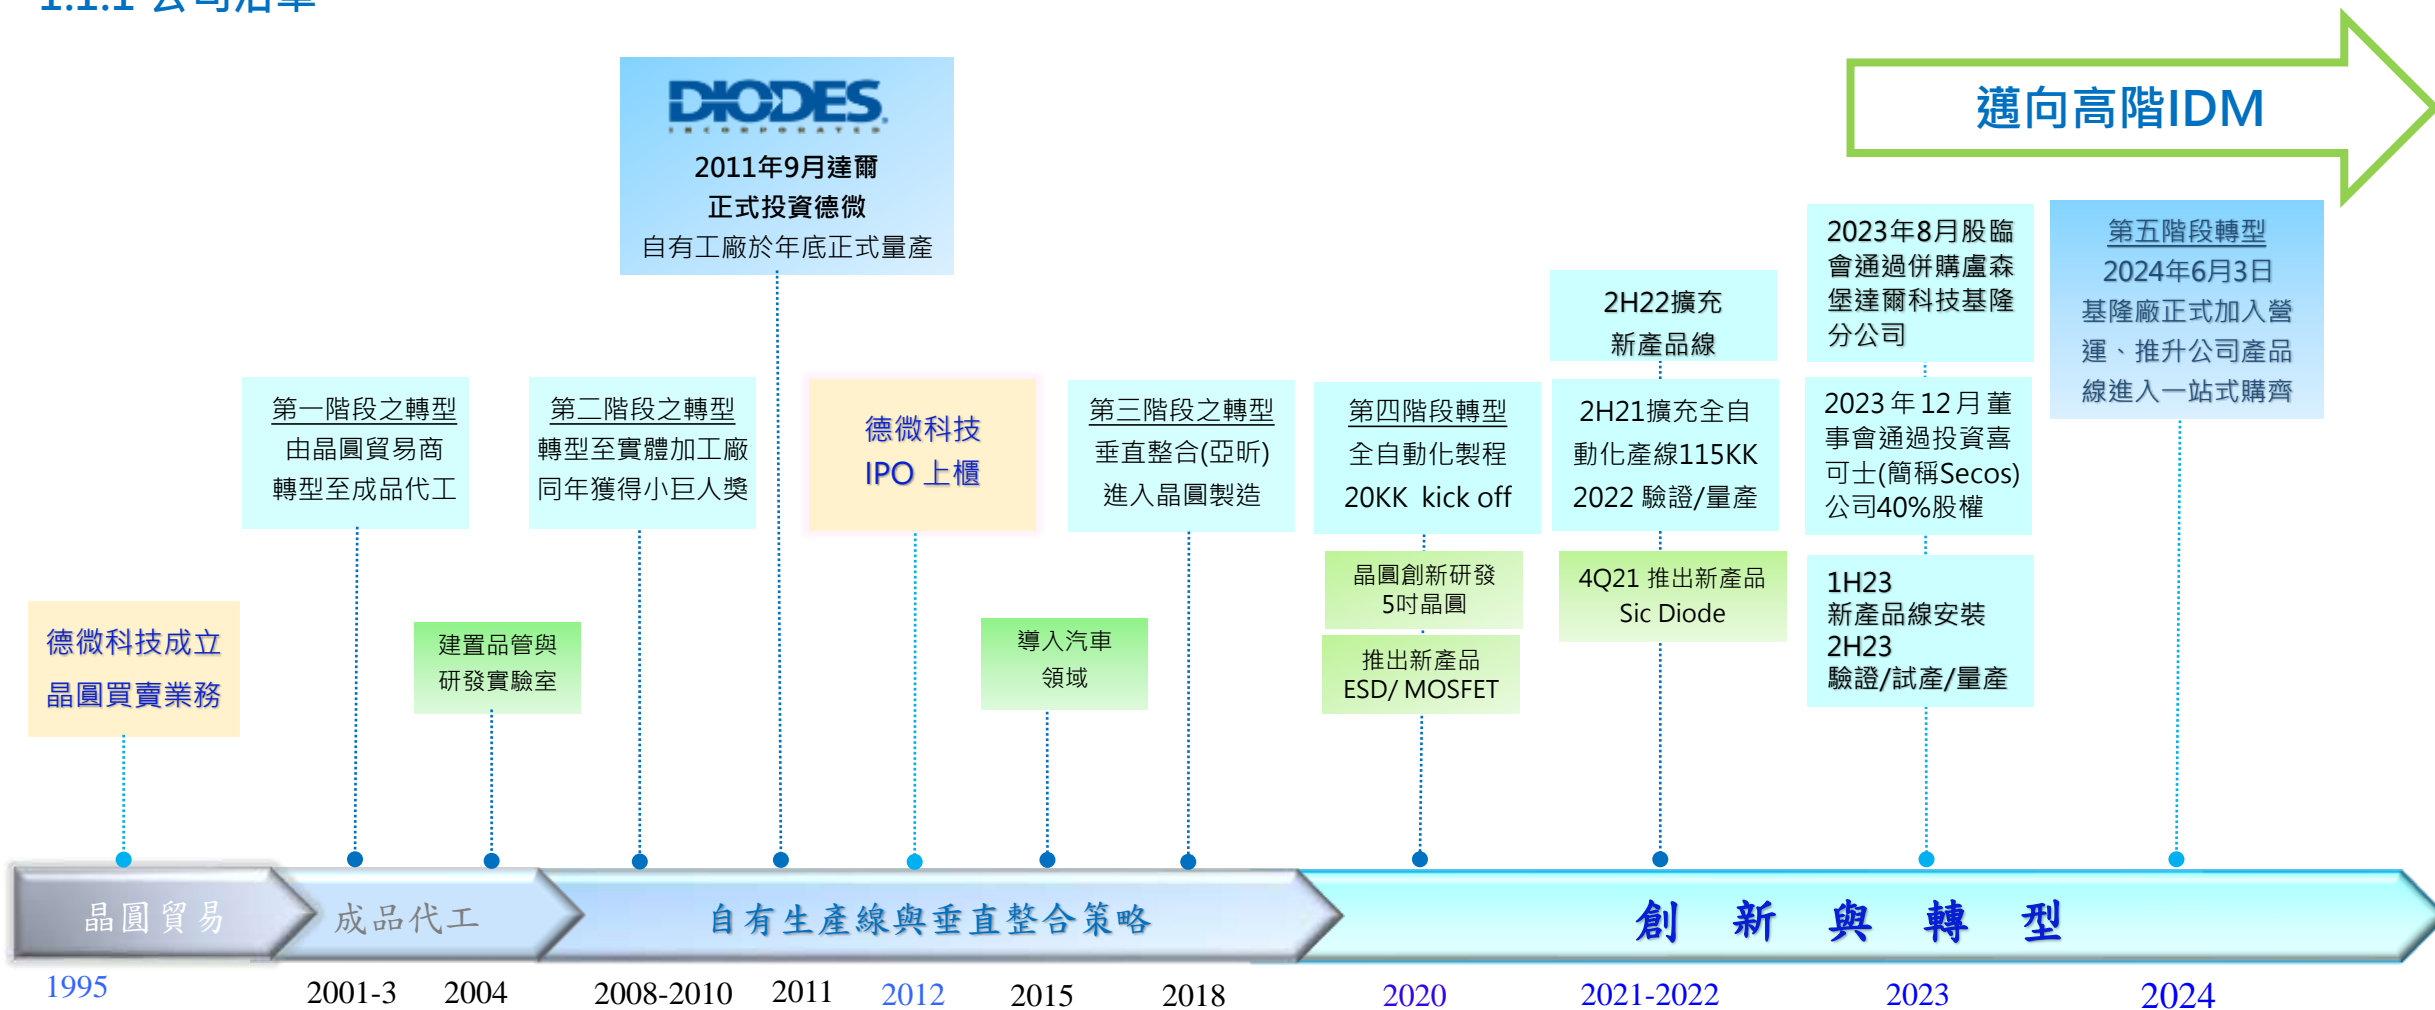 1.1.1 公司沿革
邁向高階IDM
DIODES
INCORPORATED
2011年9月達爾
正式投資德微
自有工廠於年底正式量產
德微科技成立
晶圓買賣業務
第一階段之轉型
由晶圓貿易商
轉型至成品代工
建置品管與
研發實驗室
第二階段之轉型
轉型至實體加工廠
同年獲得小巨人獎
德微科技
IPO 上櫃
導入汽車
領域
第三階段之轉型
垂直整合(亞昕)
進入晶圓製造
第四階段轉型
全自動化製程
20KK kick off
晶圓創新研發
5吋晶圓
推出新產品
ESD/ MOSFET
2H22擴充
新產品線
2H21擴充全自
動化產線115KK
2022 驗證/量產
4Q21 推出新產品
Sic Diode
2023年8月股臨
會通過併購盧森
堡達爾科技基隆
分公司
2023年12月董
事會通過投資喜
可士(簡稱Secos)
公司40%股權
1H23
新產品線安裝
2H23
驗證/試產/量產
第五階段轉型
2024年6月3日
基隆廠正式加入營
運、推升公司產品
線進入一站式購齊
晶圓貿易
成品代工
自有生產線與垂直整合策略
創新與轉型
1995
2001-3
2004
2008-2010
2011
2012
2015
2018
2020
2021-2022
2023
2024